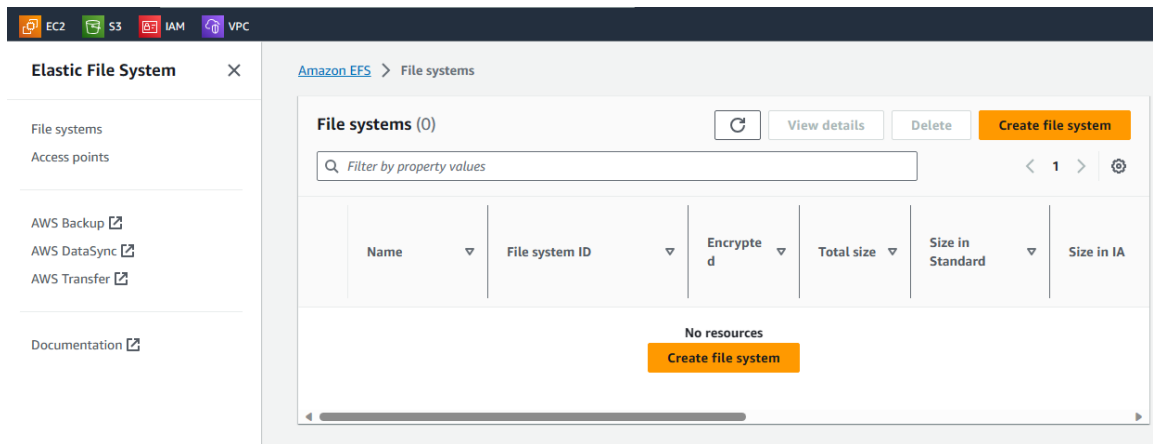 EC2 S3 IAM VPC
Elastic File System
File systems
Access points
AWS Backup
AWS DataSync
AWS Transfer
Documentation
Amazon EFS > File systems
File systems (0)
View details Delete Create file system
Filter by property values
1
Name File system ID Encrypte
d Total size Size in
Standard Size in IA
No resources
Create file system